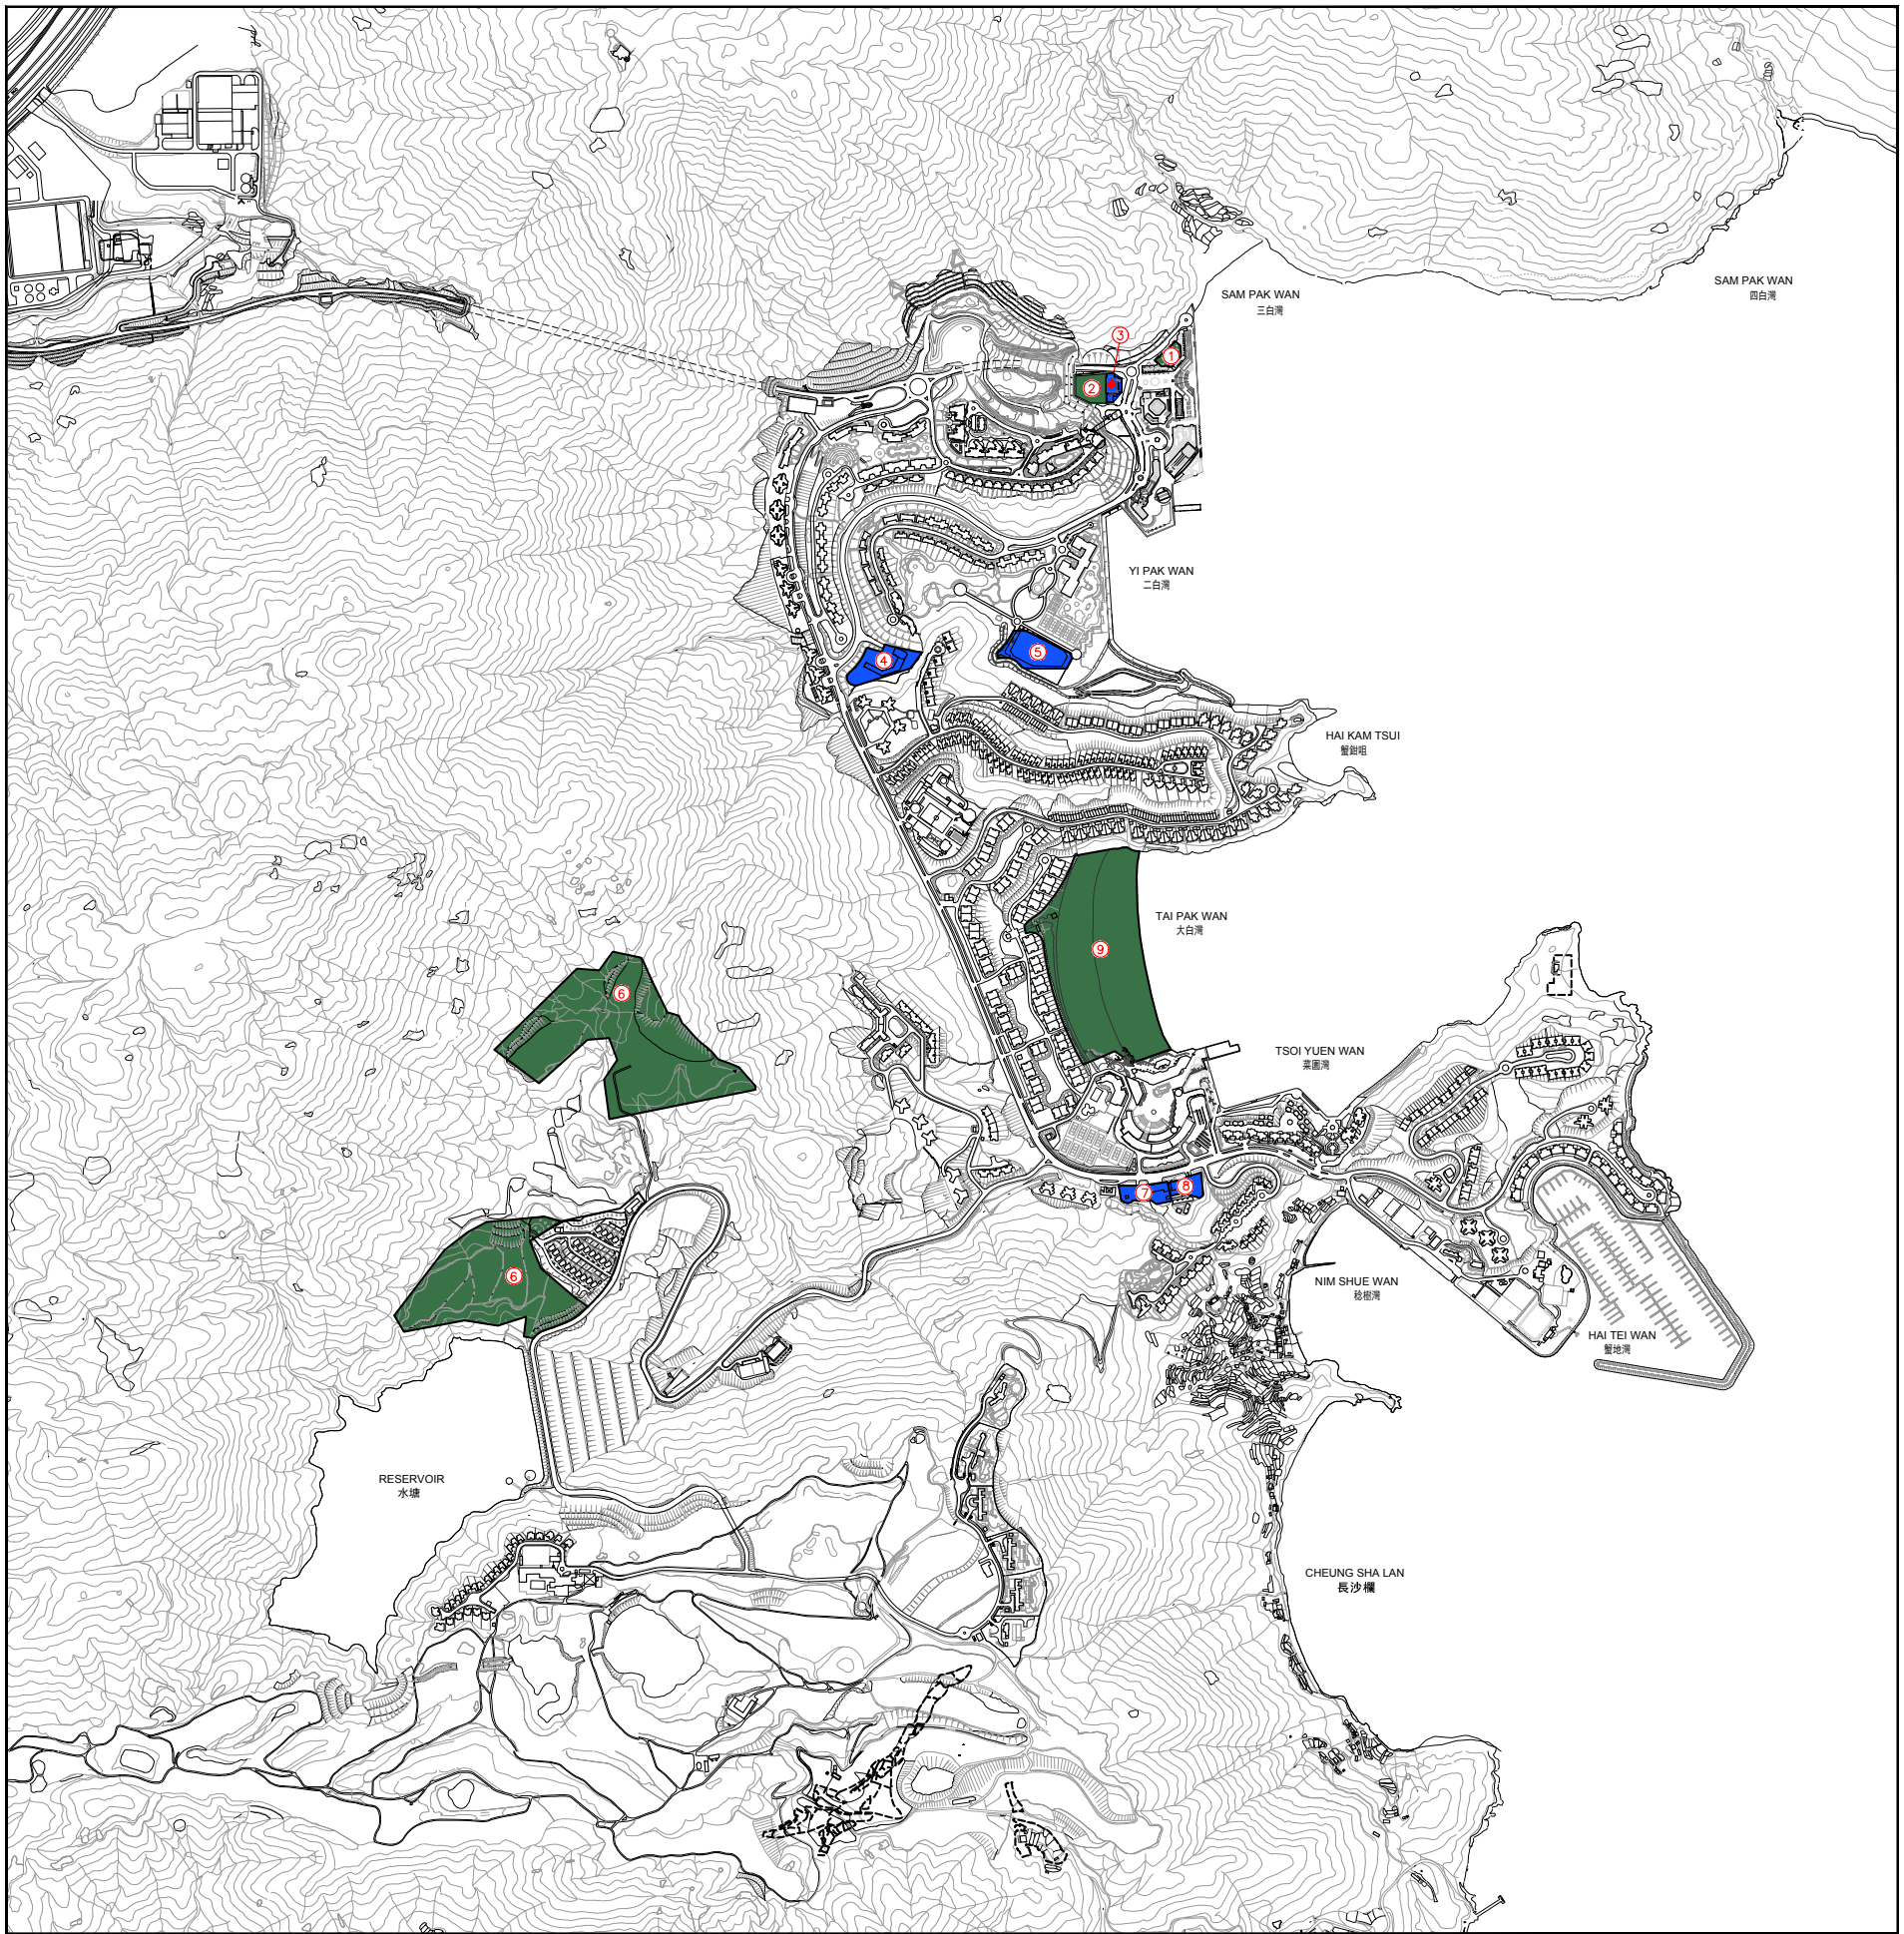 SAM PAK WAN
三白灣
SAM PAK WAN
四白灣
3
1
2
YI PAK WAN
二白灣
4
5
HAI KAM TSUI
蟹鉗咀
TAI PAK WAN
大白灣
9
6
TSOI YUEN WAN
菜園灣
7
8
6
NIM SHUE WAN
稔樹灣
HAI TEI WAN
蟹地灣
RESERVOIR
水塘
CHEUNG SHA LAN
長沙欄